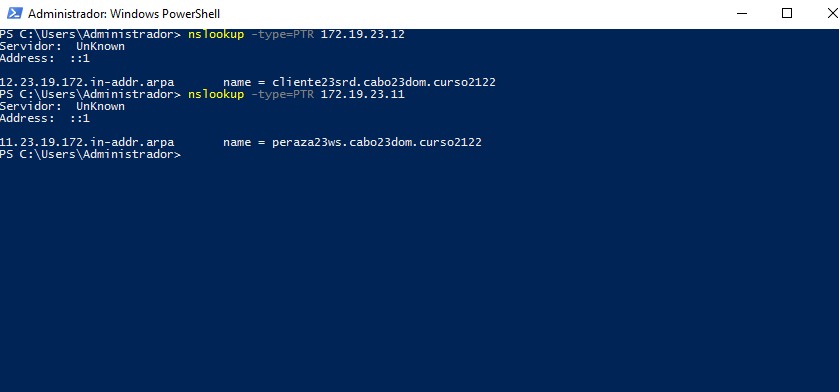 Administrador: Windows PowerShell
PS C:\Users\Administrador> nslookup -type=PTR 172.19.23.12
Servidor:  UnKnown
Address:  ::1
12.23.19.172.in-addr.arpa       name = cliente23srd.cabo23dom.curso2122
PS C:\Users\Administrador> nslookup -type=PTR 172.19.23.11
Servidor:  UnKnown
Address:  ::1
11.23.19.172.in-addr.arpa       name = peraza23ws.cabo23dom.curso2122
PS C:\Users\Administrador>